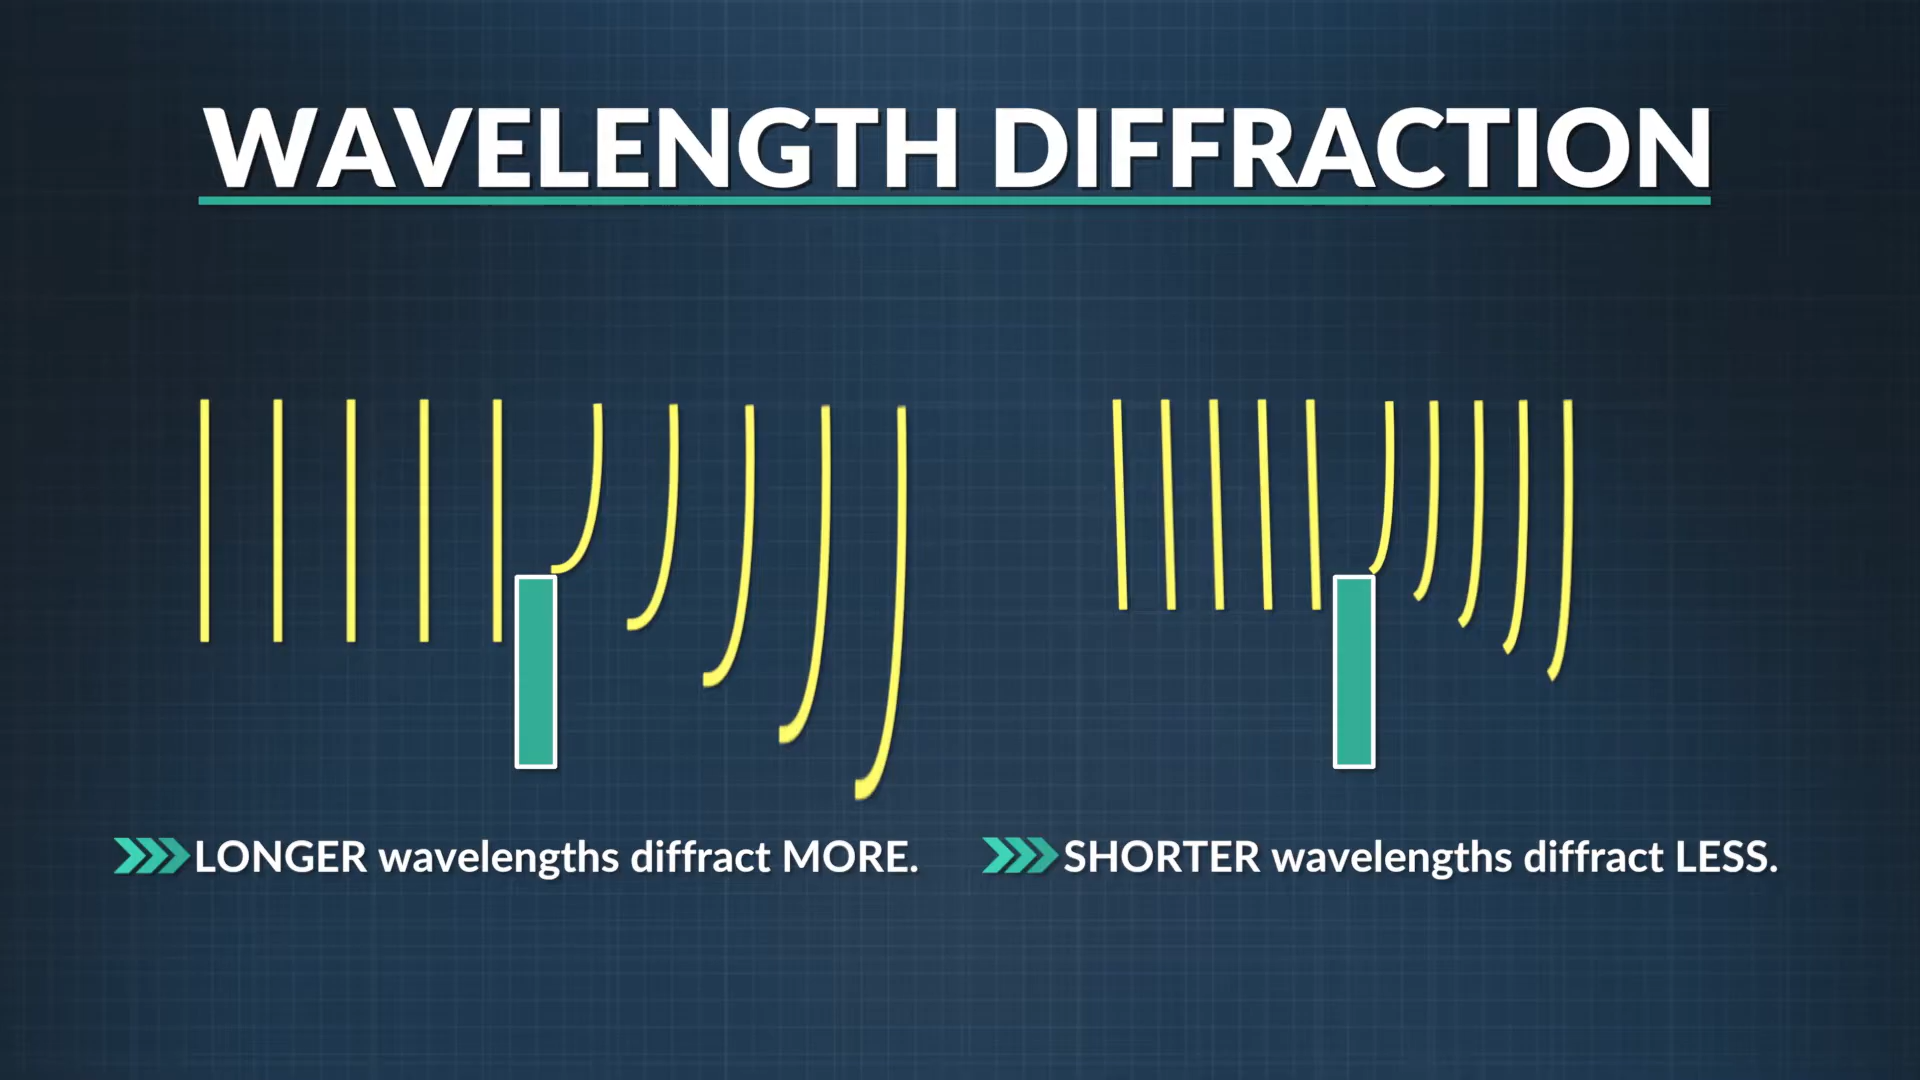 WAVELENGTH DIFFRACTION
LONGER wavelengths diffract MORE.
SHORTER wavelengths diffract LESS.